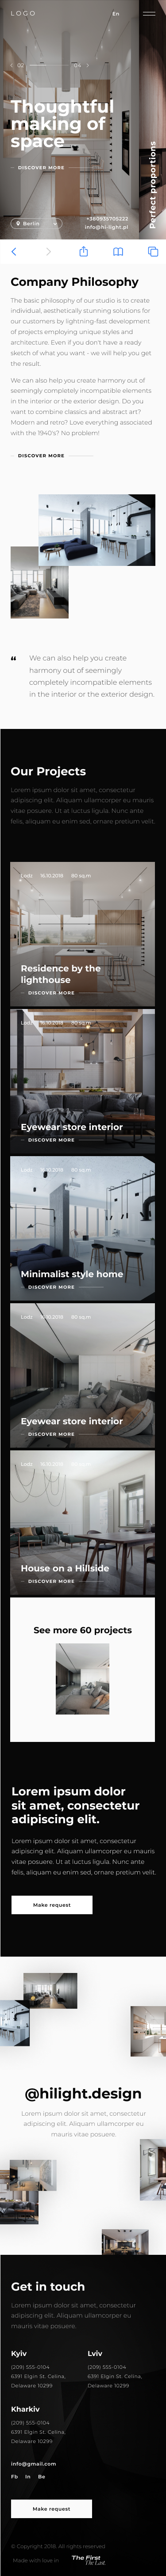 LOGO
En
02
04
Thoughtful
making of
space
DISCOVER MORE
Perfect proportions
+380935705222
Berlin
info@hi-light.pl
Company Philosophy
The basic philosophy of our studio is to create
individual, aesthetically stunning solutions for
our customers by lightning-fast development
of projects employing unique styles and
architecture. Even if you don't have a ready
sketch of what you want - we will help you get
the result.
We can also help you create harmony out of
seemingly completely incompatible elements
in the interior or the exterior design. Do you
want to combine classics and abstract art?
Modern and retro? Love everything associated
with the 1940's? No problem!
DISCOVER MORE
“ We can also help you create
harmony out of seemingly
completely incompatible elements
in the interior or the exterior design.
Our Projects
Lorem ipsum dolor sit amet, consectetur
adipiscing elit. Aliquam ullamcorper eu mauris
vitae posuere. Ut at luctus ligula. Nunc ante
felis, aliquam eu enim sed, ornare pretium velit.
Lodz 16.10.2018 80 sq.m
Residence by the
lighthouse
DISCOVER MORE
Lodz 16.10.2018 80 sq.m
Eyewear store interior
DISCOVER MORE
Lodz 16.10.2018 80 sq.m
Minimalist style home
DISCOVER MORE
Lodz 16.10.2018 80 sq.m
Eyewear store interior
DISCOVER MORE
Lodz 16.10.2018 80 sq.m
House on a Hillside
DISCOVER MORE
See more 60 projects
Lorem ipsum dolor
sit amet, consectetur
adipiscing elit.
Lorem ipsum dolor sit amet, consectetur
adipiscing elit. Aliquam ullamcorper eu mauris
vitae posuere. Ut at luctus ligula. Nunc ante
felis, aliquam eu enim sed, ornare pretium velit.
Make request
@hilight.design
Lorem ipsum dolor sit amet, consectetur
adipiscing elit. Aliquam ullamcorper eu
mauris vitae posuere.
Get in touch
Lorem ipsum dolor sit amet, consectetur
adipiscing elit. Aliquam ullamcorper eu
mauris vitae posuere.
Kyiv
(209) 555-0104
6391 Elgin St. Celina,
Delaware 10299
Lviv
(209) 555-0104
6391 Elgin St. Celina,
Delaware 10299
Kharkiv
(209) 555-0104
6391 Elgin St. Celina,
Delaware 10299
info@gmail.com
Fb In Be
Make request
© Copyright 2018. All rights reserved
Made with love in
The First
The Last